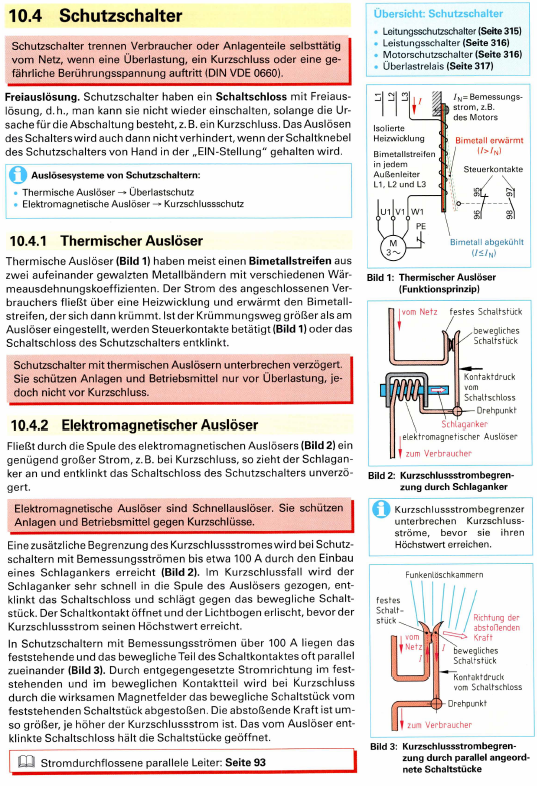 10.4 Schutzschalter
Schutzschalter trennen Verbraucher oder Anlagenteile selbsttätig
vom Netz, wenn eine Überlastung, ein Kurzschluss oder eine ge-
fährliche Berührungsspannung auftritt (DIN VDE 0660).
Freiauslösung. Schutzschalter haben ein Schaltschloss mit Freiaus-
lösung, d.h., man kann sie nicht wieder einschalten, solange die Ur-
sache für die Abschaltung besteht, z.B. ein Kurzschluss. Das Auslösen
des Schalters wird auch dann nicht verhindert, wenn der Schaltknebel
des Schutzschalters von Hand in der „EIN-Stellung" gehalten wird.
Auslösesysteme von Schutzschaltern:
• Thermische Auslöser → Überlastschutz
• Elektromagnetische Auslöser → Kurzschlussschutz
10.4.1 Thermischer Auslöser
Thermische Auslöser (Bild 1) haben meist einen Bimetallstreifen aus
zwei aufeinander gewalzten Metallbändern mit verschiedenen Wär-
meausdehnungskoeffizienten. Der Strom des angeschlossenen Ver-
brauchers fließt über eine Heizwicklung und erwärmt den Bimetall-
streifen, der sich dann krümmt. Ist der Krümmungsweg größer als am
Auslöser eingestellt, werden Steuerkontakte betätigt (Bild 1) oder das
Schaltschloss des Schutzschalters entklinkt.
Schutzschalter mit thermischen Auslösern unterbrechen verzögert.
Sie schützen Anlagen und Betriebsmittel nur vor Überlastung, je-
doch nicht vor Kurzschluss.
10.4.2 Elektromagnetischer Auslöser
Fließt durch die Spule des elektromagnetischen Auslösers (Bild 2) ein
genügend großer Strom, z.B. bei Kurzschluss, so zieht der Schlagan-
ker an und entklinkt das Schaltschloss des Schutzschalters unverzö-
gert.
Elektromagnetische Auslöser sind Schnellauslöser. Sie schützen
Anlagen und Betriebsmittel gegen Kurzschlüsse.
Eine zusätzliche Begrenzung des Kurzschlussstromes wird bei Schutz-
schaltern mit Bemessungsströmen bis etwa 100 A durch den Einbau
eines Schlagankers erreicht (Bild 2). Im Kurzschlussfall wird der
Schlaganker sehr schnell in die Spule des Auslösers gezogen, ent-
klinkt das Schaltschloss und schlägt gegen das bewegliche Schalt-
stück. Der Schaltkontakt öffnet und der Lichtbogen erlischt, bevor der
Kurzschlussstrom seinen Höchstwert erreicht.
In Schutzschaltern mit Bemessungsströmen über 100 A liegen das
feststehende und das bewegliche Teil des Schaltkontaktes oft parallel
zueinander (Bild 3). Durch entgegengesetzte Stromrichtung im fest-
stehenden und im beweglichen Kontaktteil wird bei Kurzschluss
durch die wirksamen Magnetfelder das bewegliche Schaltstück vom
feststehenden Schaltstück abgestoßen. Die abstoßende Kraft ist um-
so größer, je höher der Kurzschlussstrom ist. Das vom Auslöser ent-
klinkte Schaltschloss hält die Schaltstücke geöffnet.
Stromdurchflossene parallele Leiter: Seite 93
Übersicht: Schutzschalter
• Leitungsschutzschalter (Seite 315)
• Leistungsschalter (Seite 316)
• Motorschutzschalter (Seite 316)
• Überlastrelais (Seite 317)
L1 L2 L3 I
IN = Bemessungs-
strom, z.B.
des Motors
Isolierte
Heizwicklung
Bimetall erwärmt
(I > IN)
Bimetallstreifen
in jedem
Außenleiter
L1, L2 und L3
Steuerkontakte
95 97
96 98
U1 V1 W1
PE
M
3~
Bimetall abgekühlt
(I ≤ IN)
Bild 1: Thermischer Auslöser
(Funktionsprinzip)
vom Netz
festes Schaltstück
bewegliches
Schaltstück
Kontaktdruck
vom
Schaltschloss
Drehpunkt
Schlaganker
elektromagnetischer Auslöser
zum Verbraucher
Bild 2: Kurzschlussstrombegren-
zung durch Schlaganker
Kurzschlussstrombegrenzer
unterbrechen Kurzschluss-
ströme, bevor sie ihren
Höchstwert erreichen.
Funkenlöschkammern
festes
Schalt-
stück
Richtung der
abstoßenden
Kraft
vom
Netz
I I
bewegliches
Schaltstück
Kontaktdruck
vom Schaltschloss
Drehpunkt
zum Verbraucher
Bild 3: Kurzschlussstrombegren-
zung durch parallel angeord-
nete Schaltstücke